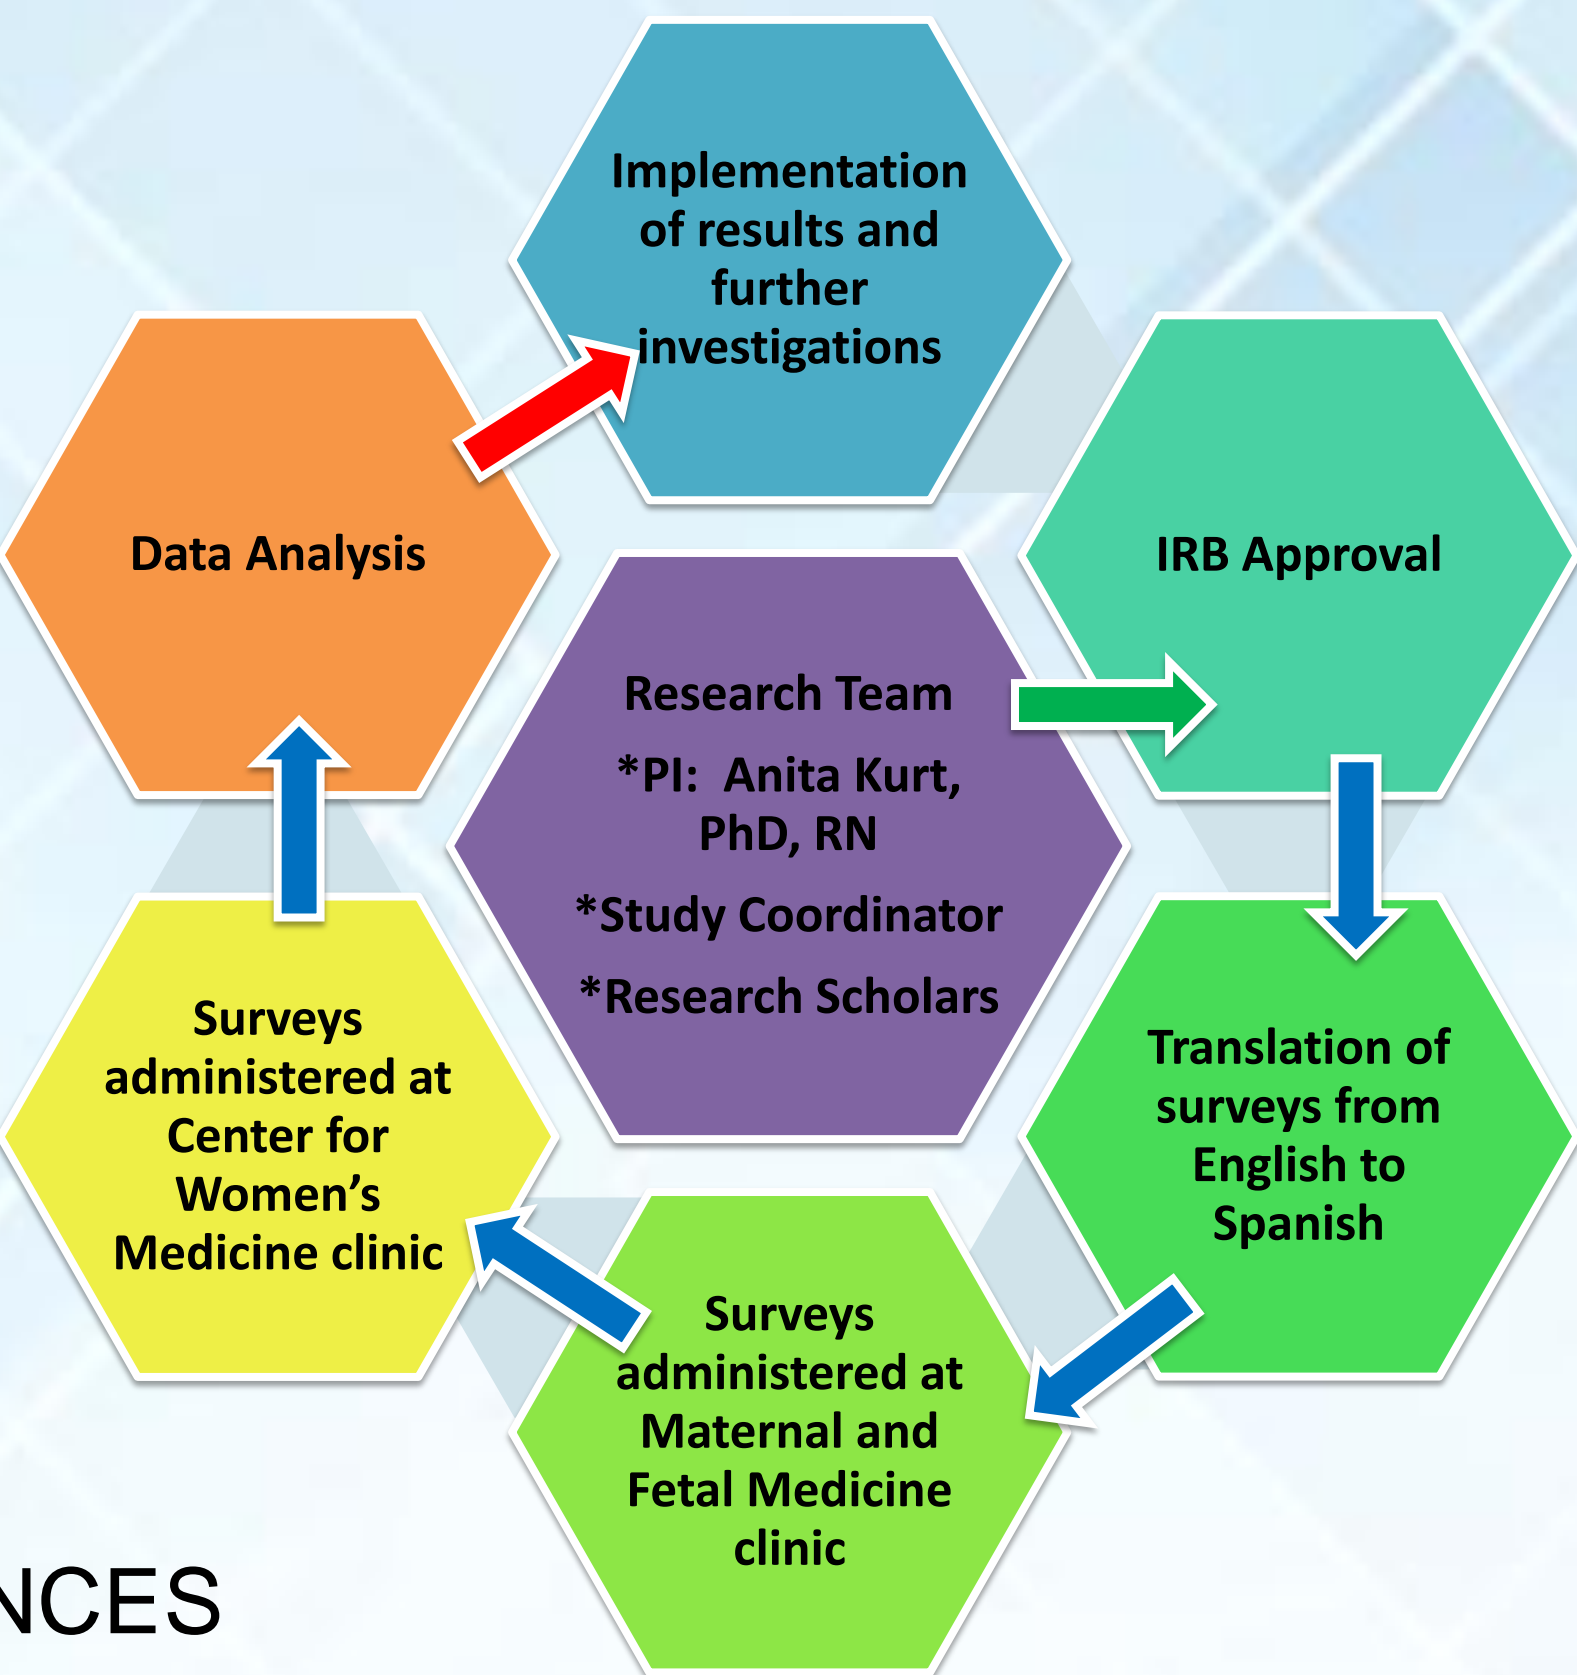 Implementation
of results and
further
investigations
Data Analysis
IRB Approval
Research Team
*PI:  Anita Kurt,
PhD, RN
*Study Coordinator
*Research Scholars
Surveys
administered at
Center for
Women’s
Medicine clinic
Translation of
surveys from
English to
Spanish
Surveys
administered at
Maternal and
Fetal Medicine
clinic
NCES